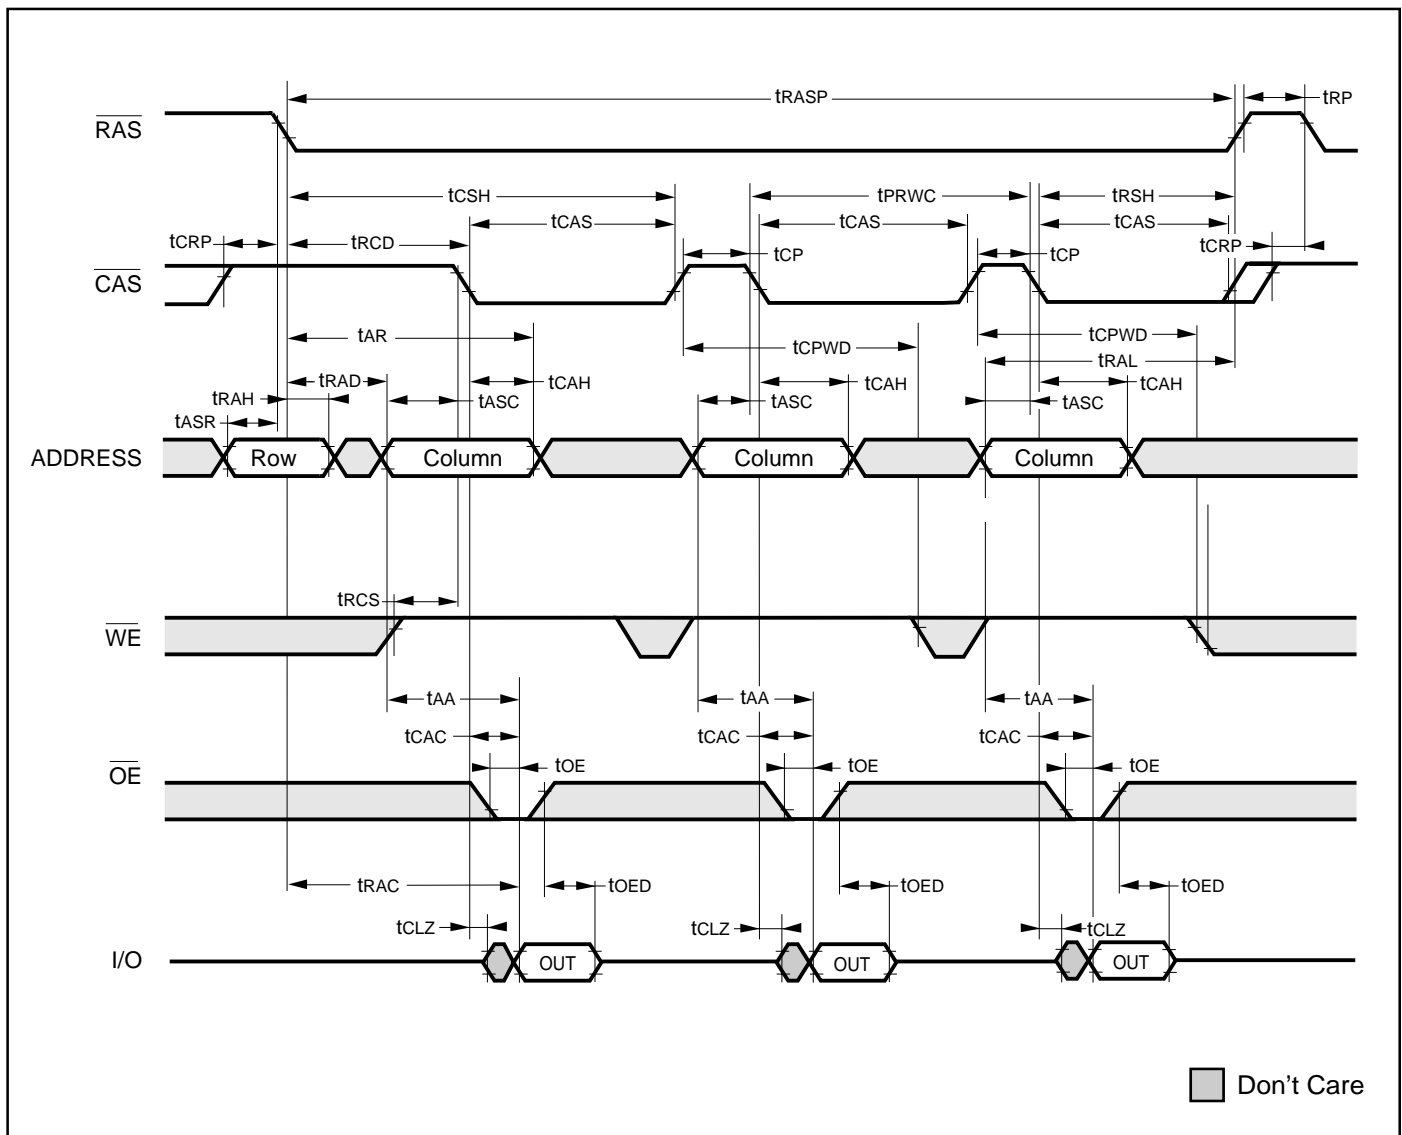 tRASP
tRP
RAS
tCSH
tPRWC
tRSH
tCAS
tCAS
tCAS
tCRP
tRCD
tCP
tCP
tCRP
CAS
tAR
tCPWD
tCPWD
tRAL
tRAD
tCAH
tCAH
tCAH
tRAH
tASC
tASC
tASC
tASR
ADDRESS
Row
Column
Column
Column
tRCS
WE
tAA
tAA
tAA
tCAC
tCAC
tCAC
OE
tOE
tOE
tOE
tRAC
tOED
tOED
tOED
tCLZ
tCLZ
tCLZ
I/O
OUT
OUT
OUT
Don't Care